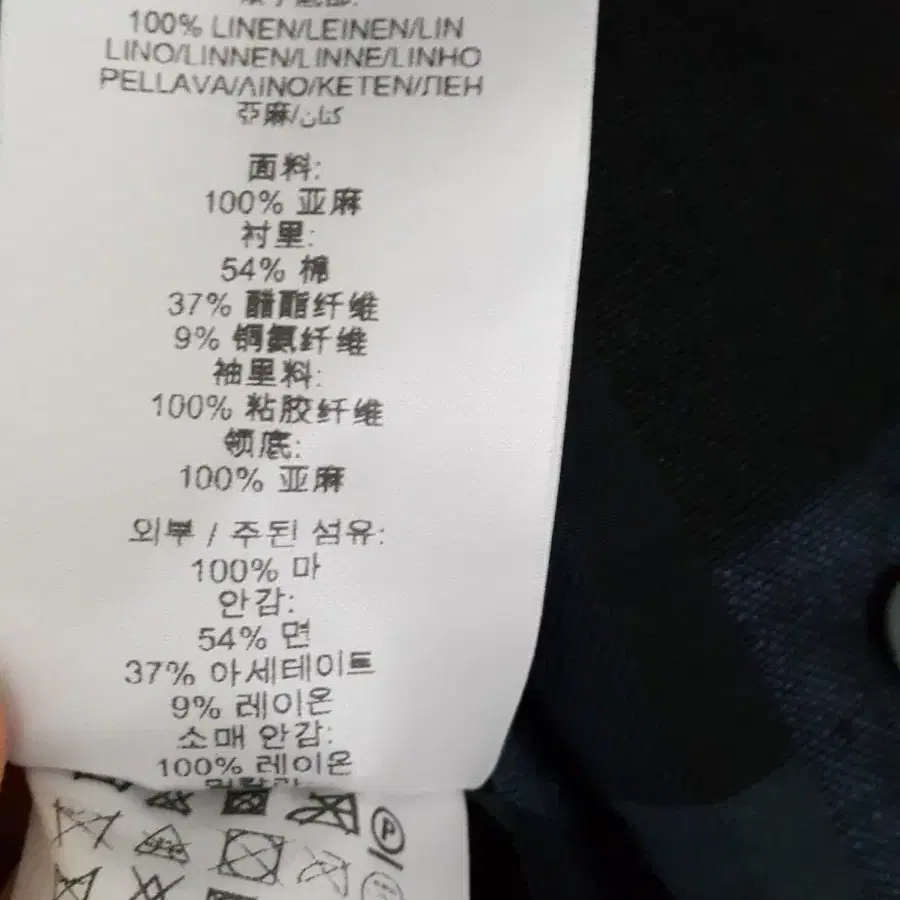 100% LINEN/LEINEN/LIN
LINO/LINNEN/LINNE/LINHO
PELLAVA/ΛΙΝΟ/KETEN/ЛЕН
亞麻/كتان
面料:
100% 亚麻
衬里:
54% 棉
37% 醋酯纤维
9% 铜氨纤维
袖里料:
100% 粘胶纤维
领底:
100% 亚麻
외부 / 주된 섬유:
100% 마
안감:
54% 면
37% 아세테이트
9% 레이온
소매 안감:
100% 레이온
P